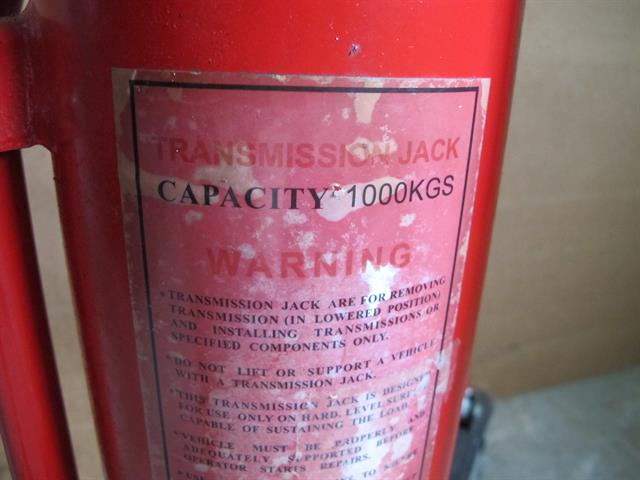 TRANSMISSION JACK
CAPACITY 1000KGS
WARNING
• TRANSMISSION JACK ARE FOR REMOVING
TRANSMISSION (IN LOWERED POSITION)
AND INSTALLING TRANSMISSIONS OR
SPECIFIED COMPONENTS ONLY.
• DO NOT LIFT OR SUPPORT A VEHICLE
WITH A TRANSMISSION JACK.
• THIS TRANSMISSION JACK IS DESIGNED
FOR USE ONLY ON HARD. LEVEL SURF
CAPABLE OF SUSTAINING THE LOAD.
• VEHICLE MUST BE PROPERLY AND
ADEQUATELY SUPPORTED BEFORE
OPERATOR STARTS REPAIRS.